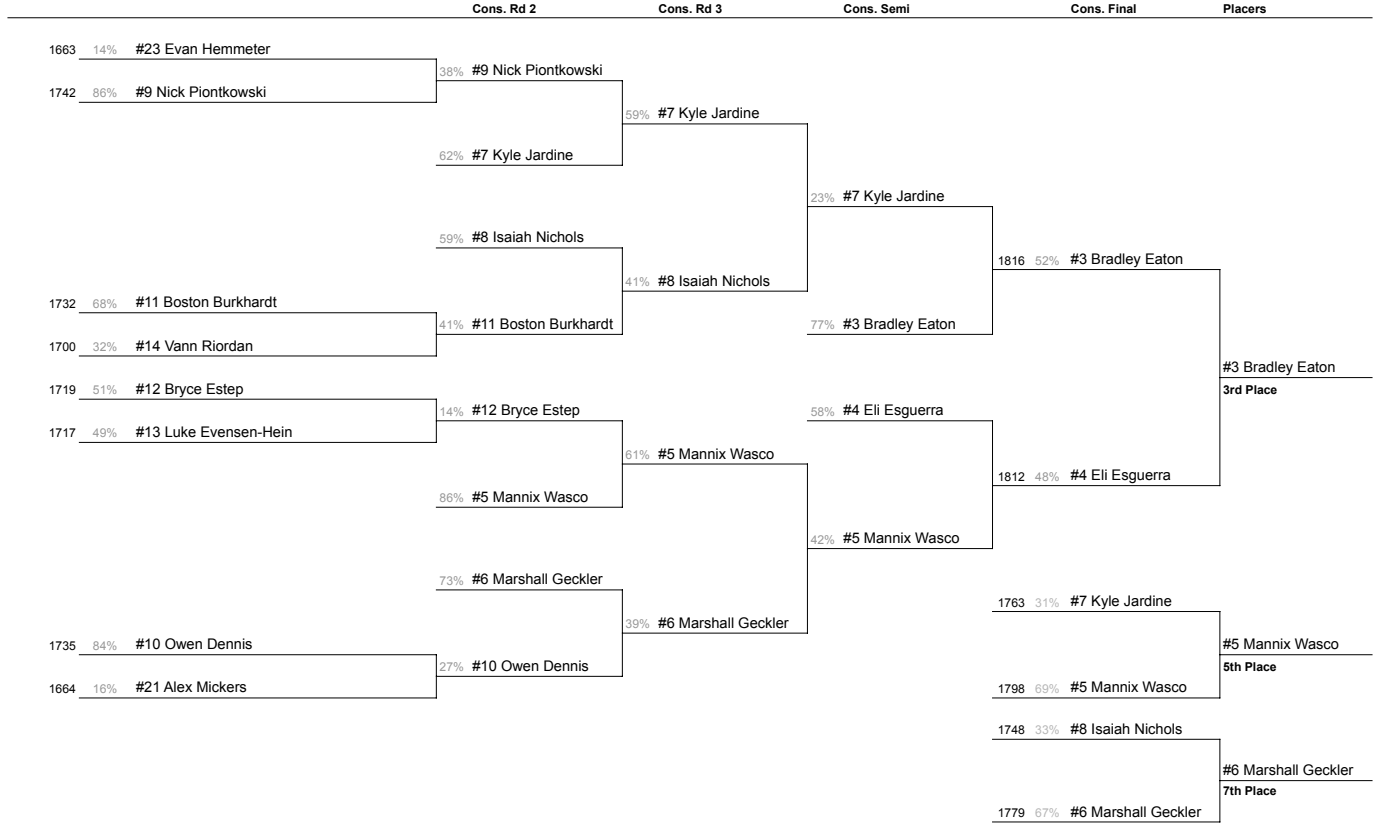 Cons. Rd 2 Cons. Rd 3 Cons. Semi Cons. Final Placers
1663 14% #23 Evan Hemmeter
38% #9 Nick Piontkowski
1742 86% #9 Nick Piontkowski
59% #7 Kyle Jardine
62% #7 Kyle Jardine
23% #7 Kyle Jardine
59% #8 Isaiah Nichols
1816 52% #3 Bradley Eaton
41% #8 Isaiah Nichols
1732 68% #11 Boston Burkhardt
41% #11 Boston Burkhardt 77% #3 Bradley Eaton
1700 32% #14 Vann Riordan
#3 Bradley Eaton
1719 51% #12 Bryce Estep 3rd Place
14% #12 Bryce Estep 58% #4 Eli Esguerra
1717 49% #13 Luke Evensen-Hein
61% #5 Mannix Wasco
1812 48% #4 Eli Esguerra
86% #5 Mannix Wasco
42% #5 Mannix Wasco
73% #6 Marshall Geckler
1763 31% #7 Kyle Jardine
39% #6 Marshall Geckler
1735 84% #10 Owen Dennis #5 Mannix Wasco
27% #10 Owen Dennis 5th Place
1664 16% #21 Alex Mickers 1798 69% #5 Mannix Wasco
1748 33% #8 Isaiah Nichols
#6 Marshall Geckler
7th Place
1779 67% #6 Marshall Geckler